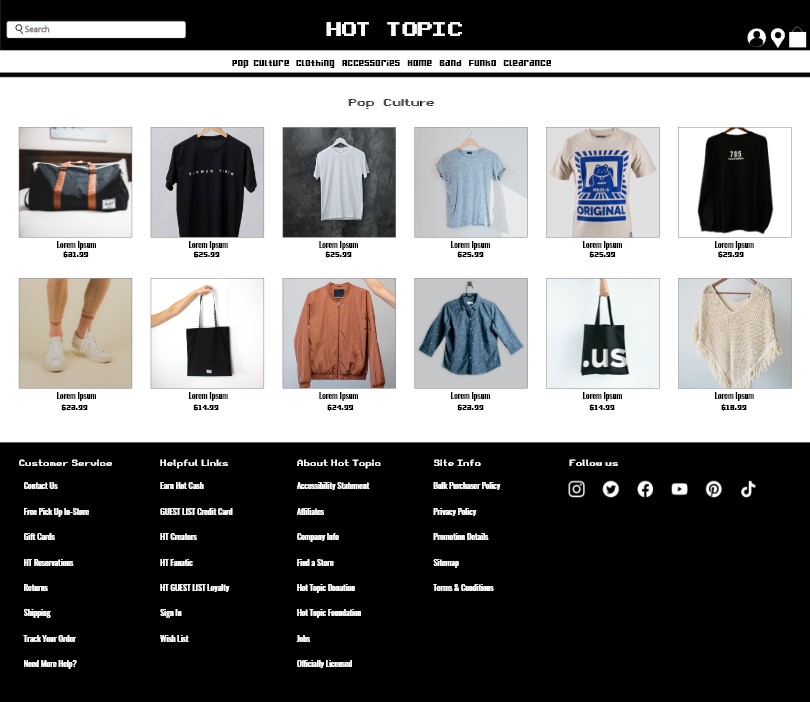 Search
HOT TOPIC
Pop Culture Clothing Accessories Home Band Funko Clearance
Pop Culture
705
ORIGINAL
Lorem Ipsum Lorem Ipsum Lorem Ipsum Lorem Ipsum Lorem Ipsum Lorem Ipsum
$31.99 $25.99 $25.99 $25.99 $25.99 $29.99
.us
Lorem Ipsum Lorem Ipsum Lorem Ipsum Lorem Ipsum Lorem Ipsum Lorem Ipsum
$23.99 $14.99 $24.99 $23.99 $14.99 $18.99
Customer Service Helpful Links About Hot Topic Site Info Follow us
Contact Us Earn Hot Cash Accessibility Statement Bulk Purchaser Policy
Free Pick Up In-Store GUEST LIST Credit Card Affiliates Privacy Policy
Gift Cards HT Creators Company Info Promotion Details
HT Reservations HT Fanatic Find a Store Sitemap
Returns HT GUEST LIST Loyalty Hot Topic Donation Terms & Conditions
Shipping Sign In Hot Topic Foundation
Track Your Order Wish List Jobs
Need More Help? Officially Licensed